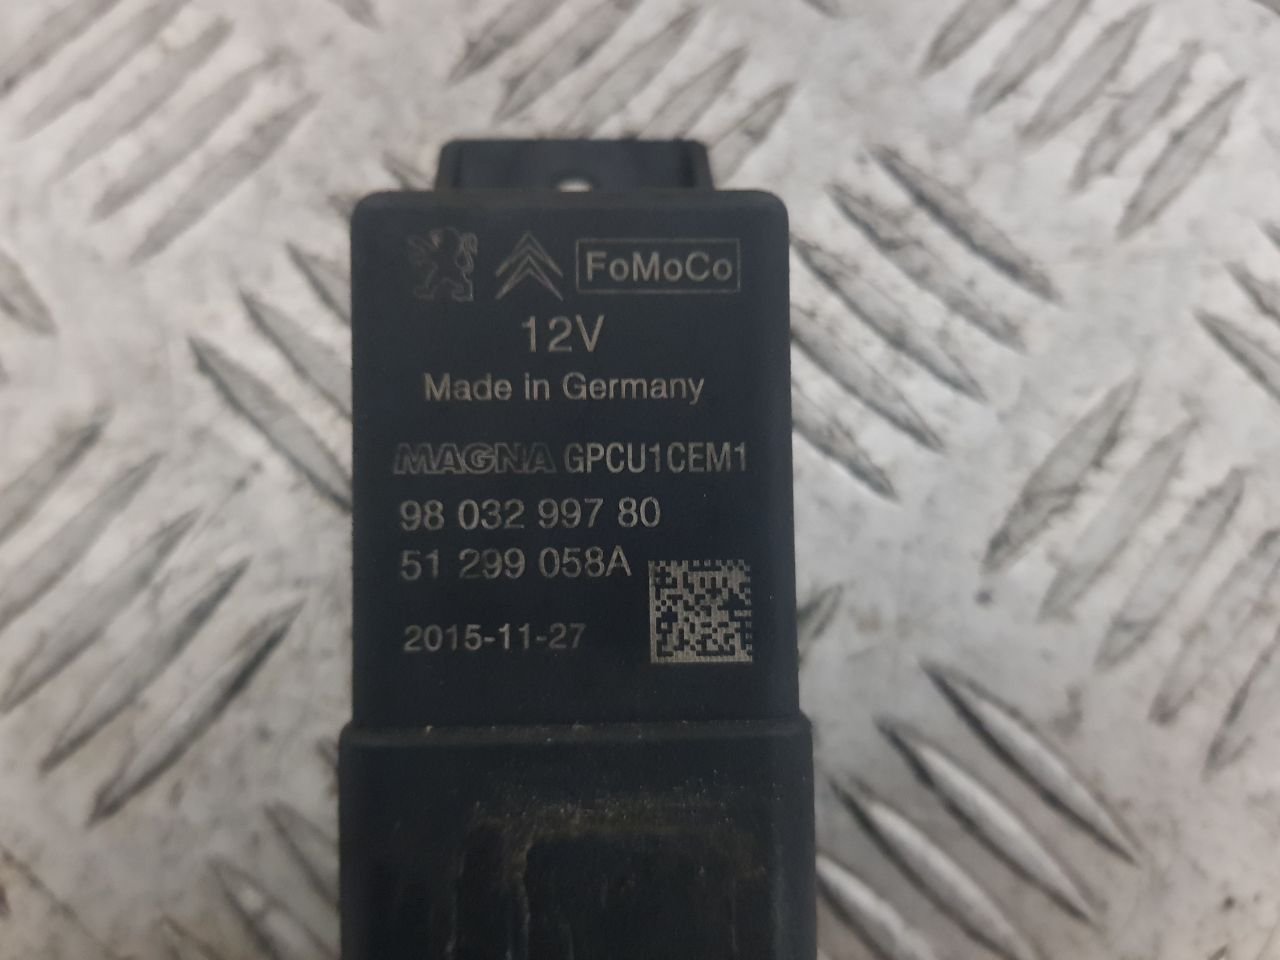 FoMoCo
12V
Made in Germany
MAGNA GPCU1CEM1
98 032 997 80
51 299 058A
2015-11-27